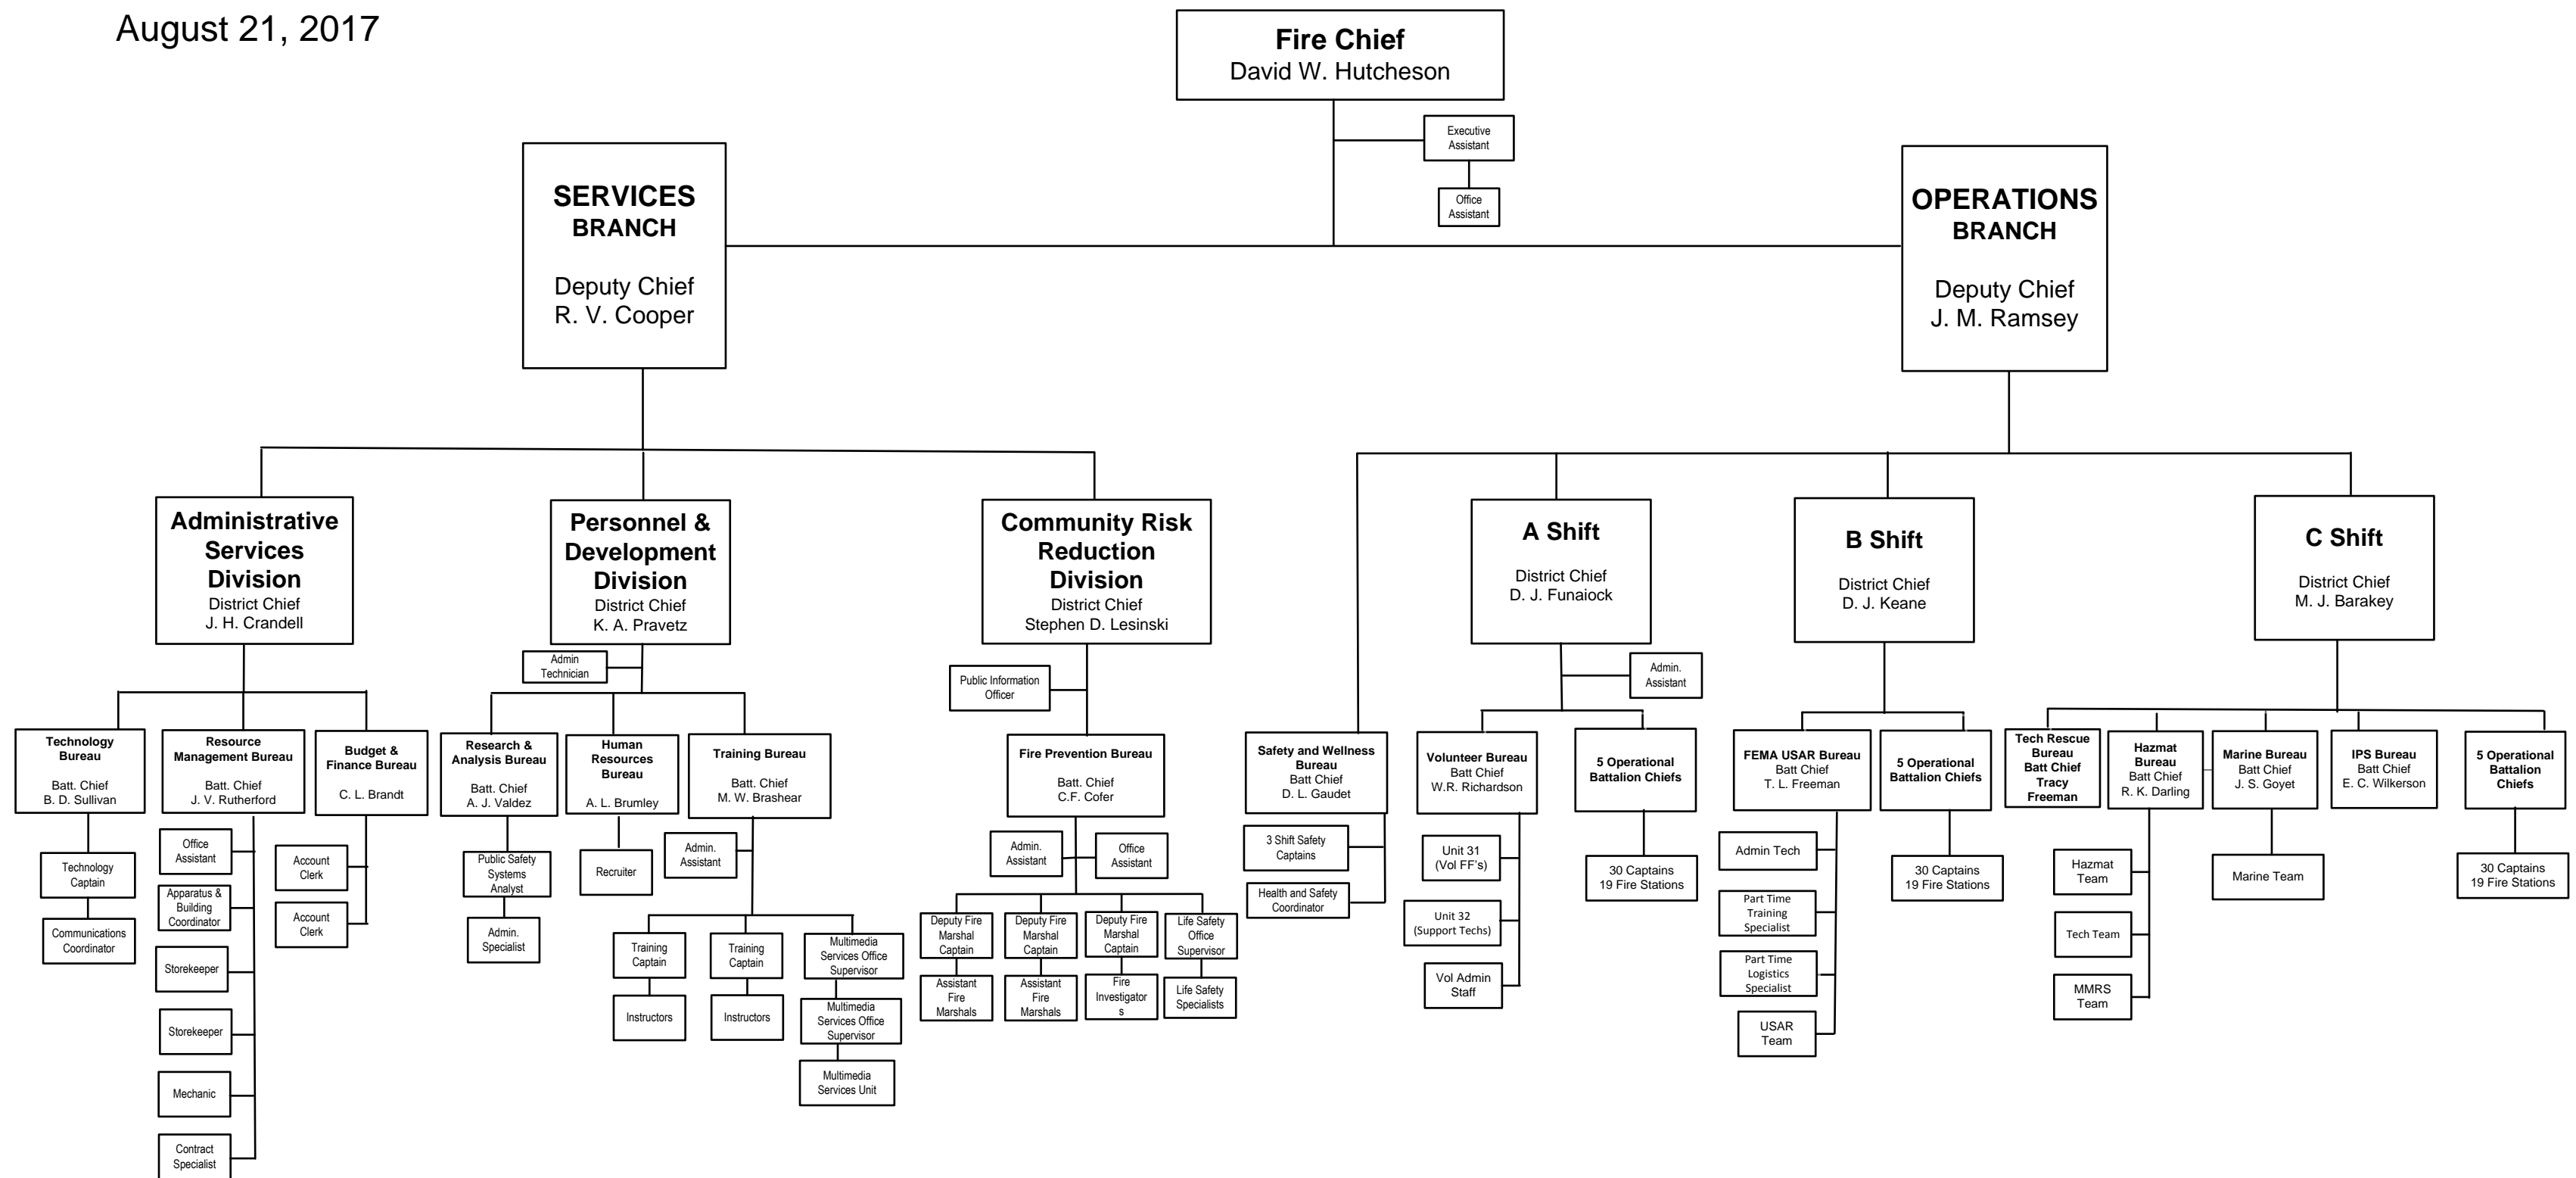 August 21, 2017
Fire Chief
David W. Hutcheson
Executive
Assistant
Office
Assistant
SERVICES
BRANCH
Deputy Chief
R. V. Cooper
OPERATIONS
BRANCH
Deputy Chief
J. M. Ramsey
Administrative
Services
Division
District Chief
J. H. Crandell
Personnel &
Development
Division
District Chief
K. A. Pravetz
Community Risk
Reduction
Division
District Chief
Stephen D. Lesinski
A Shift
District Chief
D. J. Funaiock
B Shift
District Chief
D. J. Keane
C Shift
District Chief
M. J. Barakey
Admin
Technician
Public Information
Officer
Admin.
Assistant
Technology
Bureau
Batt. Chief
B. D. Sullivan
Resource
Management Bureau
Batt. Chief
J. V. Rutherford
Budget &
Finance Bureau
C. L. Brandt
Research &
Analysis Bureau
Batt. Chief
A. J. Valdez
Human
Resources
Bureau
A. L. Brumley
Training Bureau
Batt. Chief
M. W. Brashear
Fire Prevention Bureau
Batt. Chief
C.F. Cofer
Safety and Wellness
Bureau
Batt Chief
D. L. Gaudet
Volunteer Bureau
Batt Chief
W.R. Richardson
5 Operational
Battalion Chiefs
FEMA USAR Bureau
Batt Chief
T. L. Freeman
5 Operational
Battalion Chiefs
Tech Rescue
Bureau
Batt Chief
Tracy
Freeman
Hazmat
Bureau
Batt Chief
R. K. Darling
Marine Bureau
Batt Chief
J. S. Goyet
IPS Bureau
Batt Chief
E. C. Wilkerson
5 Operational
Battalion
Chiefs
Technology
Captain
Communications
Coordinator
Office
Assistant
Apparatus &
Building
Coordinator
Storekeeper
Storekeeper
Mechanic
Contract
Specialist
Account
Clerk
Account
Clerk
Public Safety
Systems
Analyst
Admin.
Specialist
Recruiter
Admin.
Assistant
Training
Captain
Instructors
Training
Captain
Instructors
Multimedia
Services Office
Supervisor
Multimedia
Services Office
Supervisor
Multimedia
Services Unit
Admin.
Assistant
Office
Assistant
Deputy Fire
Marshal
Captain
Assistant
Fire
Marshals
Deputy Fire
Marshal
Captain
Assistant
Fire
Marshals
Deputy Fire
Marshal
Captain
Fire
Investigator
s
Life Safety
Office
Supervisor
Life Safety
Specialists
3 Shift Safety
Captains
Health and Safety
Coordinator
Unit 31
(Vol FF's)
Unit 32
(Support Techs)
Vol Admin
Staff
30 Captains
19 Fire Stations
Admin Tech
Part Time
Training
Specialist
Part Time
Logistics
Specialist
USAR
Team
30 Captains
19 Fire Stations
Hazmat
Team
Tech Team
MMRS
Team
Marine Team
30 Captains
19 Fire Stations